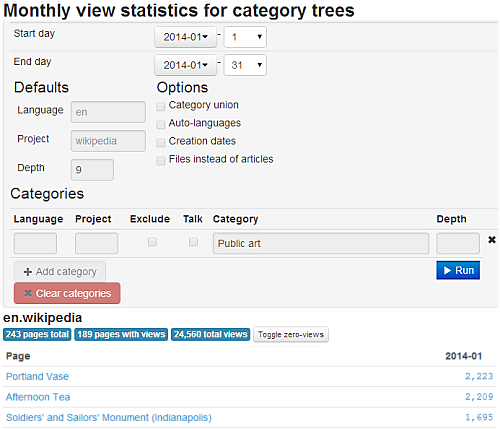 Monthly view statistics for category trees
Start day 2014-01 - 1
End day 2014-01 - 31
Defaults Options
Language en Category union
Auto-languages
Project wikipedia Creation dates
Depth 9 Files instead of articles
Categories
Language Project Exclude Talk Category Depth
Public art ✖
+ Add category Run
✖ Clear categories
en.wikipedia
243 pages total 189 pages with views 24,560 total views Toggle zero-views
Page 2014-01
Portland Vase 2,223
Afternoon Tea 2,209
Soldiers' and Sailors' Monument (Indianapolis) 1,695